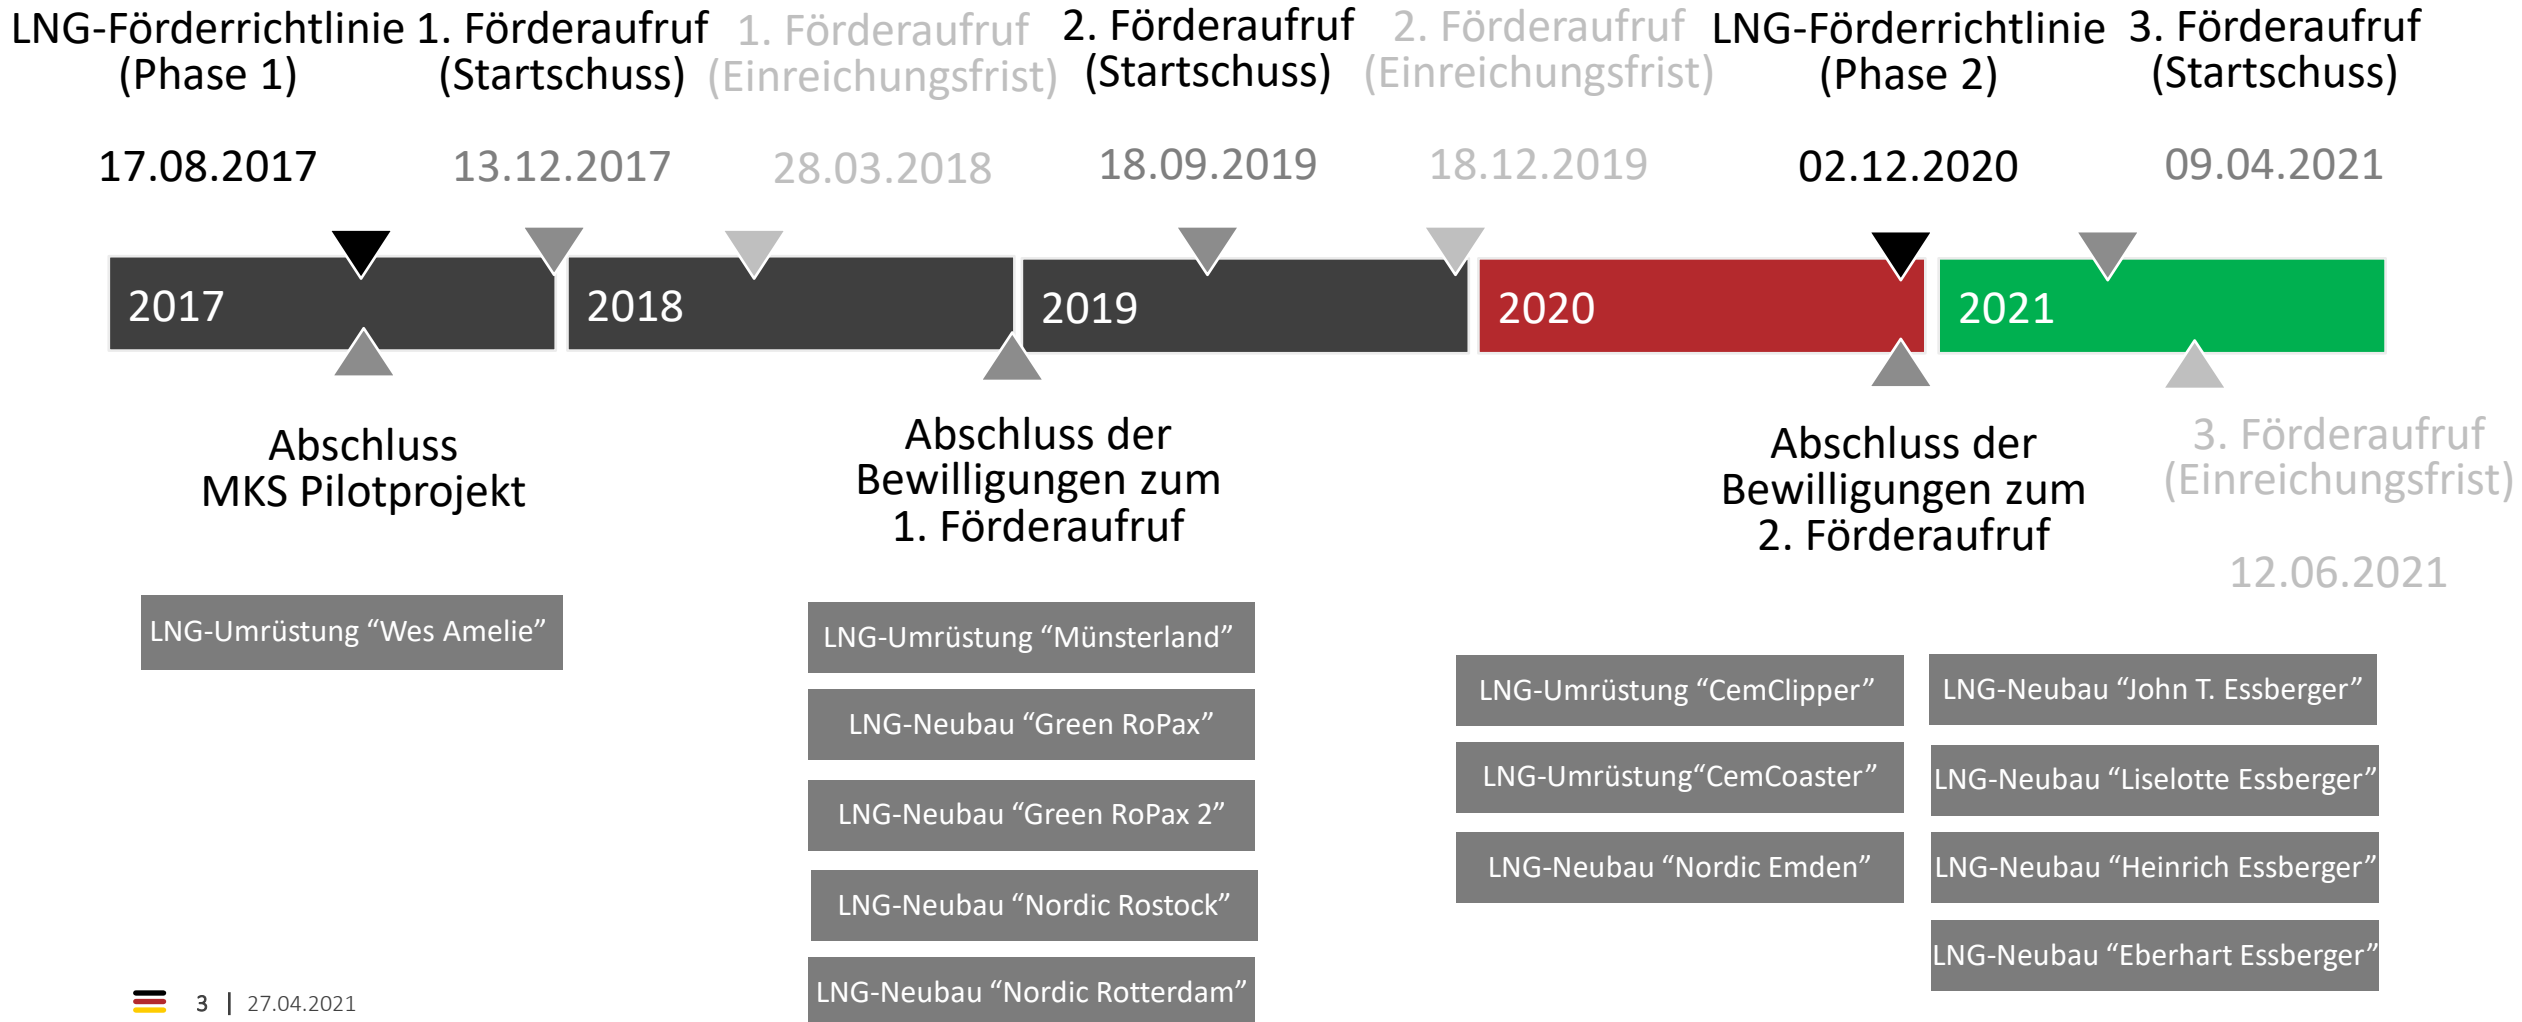 LNG-Förderrichtlinie
(Phase 1)
17.08.2017
1. Förderaufruf
(Startschuss)
13.12.2017
1. Förderaufruf
(Einreichungsfrist)
28.03.2018
2. Förderaufruf
(Startschuss)
18.09.2019
2. Förderaufruf
(Einreichungsfrist)
18.12.2019
LNG-Förderrichtlinie
(Phase 2)
02.12.2020
3. Förderaufruf
(Startschuss)
09.04.2021
2017
2018
2019
2020
2021
Abschluss
MKS Pilotprojekt
Abschluss der
Bewilligungen zum
1. Förderaufruf
Abschluss der
Bewilligungen zum
2. Förderaufruf
3. Förderaufruf
(Einreichungsfrist)
12.06.2021
LNG-Umrüstung “Wes Amelie”
LNG-Umrüstung “Münsterland”
LNG-Neubau “Green RoPax”
LNG-Neubau “Green RoPax 2”
LNG-Neubau “Nordic Rostock”
LNG-Neubau “Nordic Rotterdam”
LNG-Umrüstung “CemClipper”
LNG-Umrüstung“CemCoaster”
LNG-Neubau “Nordic Emden”
LNG-Neubau “John T. Essberger”
LNG-Neubau “Liselotte Essberger”
LNG-Neubau “Heinrich Essberger”
LNG-Neubau “Eberhart Essberger”
3 | 27.04.2021